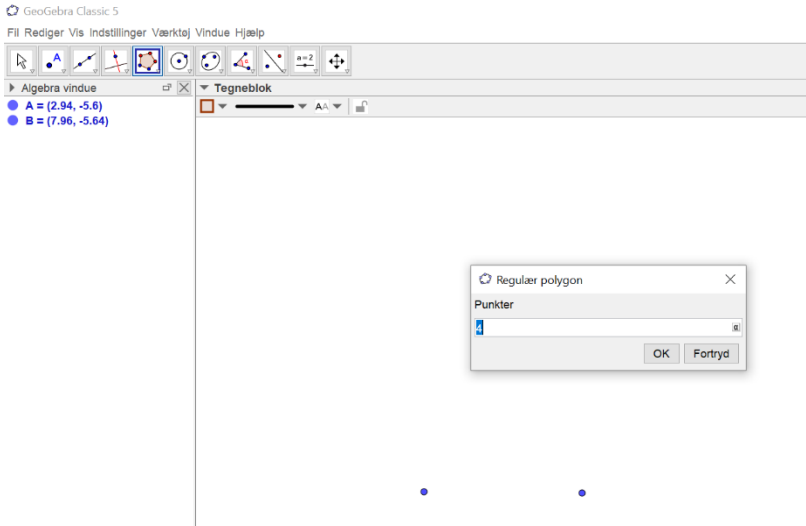 GeoGebra Classic 5
Fil Rediger Vis Indstillinger Værktøj Vindue Hjælp
A
a=2
Algebra vindue
Tegneblok
A = (2.94, -5.6)
AA
B = (7.96, -5.64)
Regulær polygon
Punkter
4
α
OK Fortryd